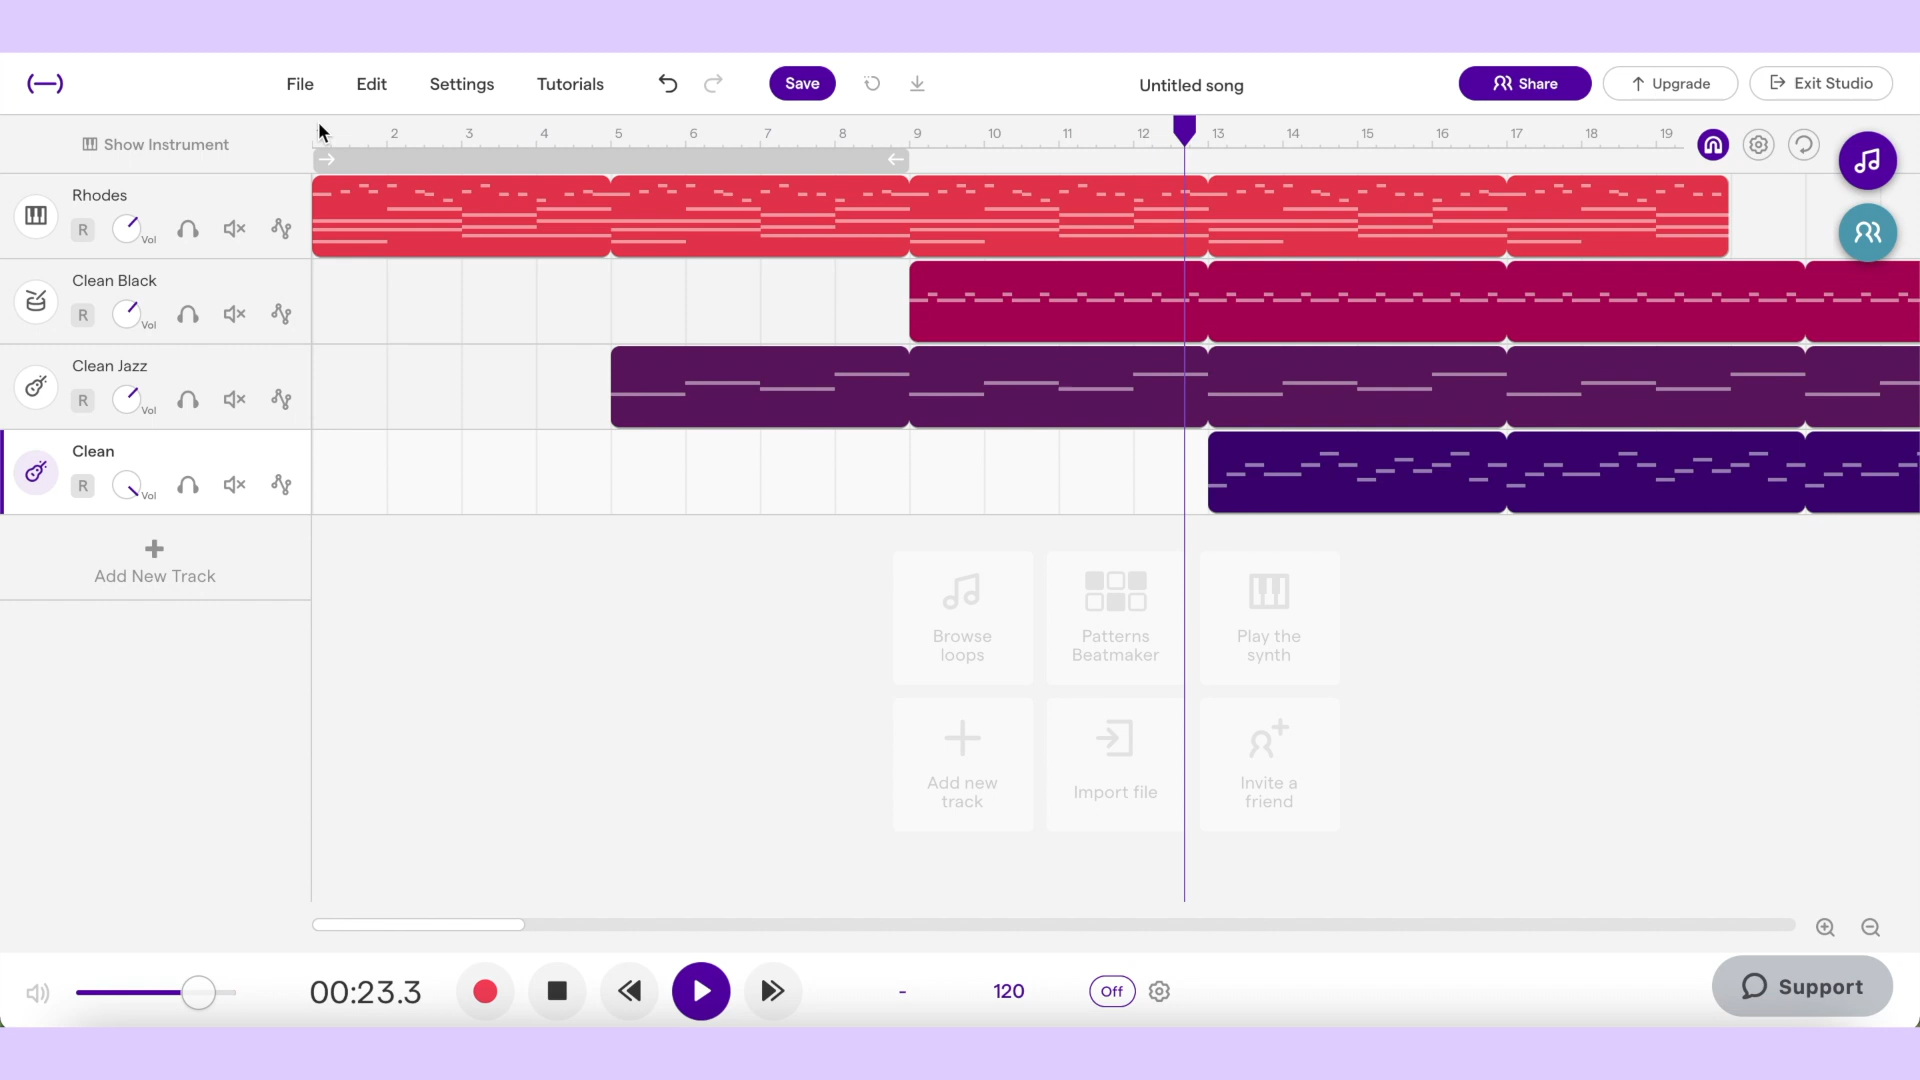 File Edit Settings Tutorials Save Untitled song Share Upgrade Exit Studio
Show Instrument
2 3 4 5 6 7 8 9 10 11 12 13 14 15 16 17 18 19
Rhodes
R Vol
Clean Black
R Vol
Clean Jazz
R Vol
Clean
R Vol
Add New Track
Browse
loops
Patterns
Beatmaker
Play the
synth
Add new
track
Import file
Invite a
friend
00:23.3 - 120 Off
Support